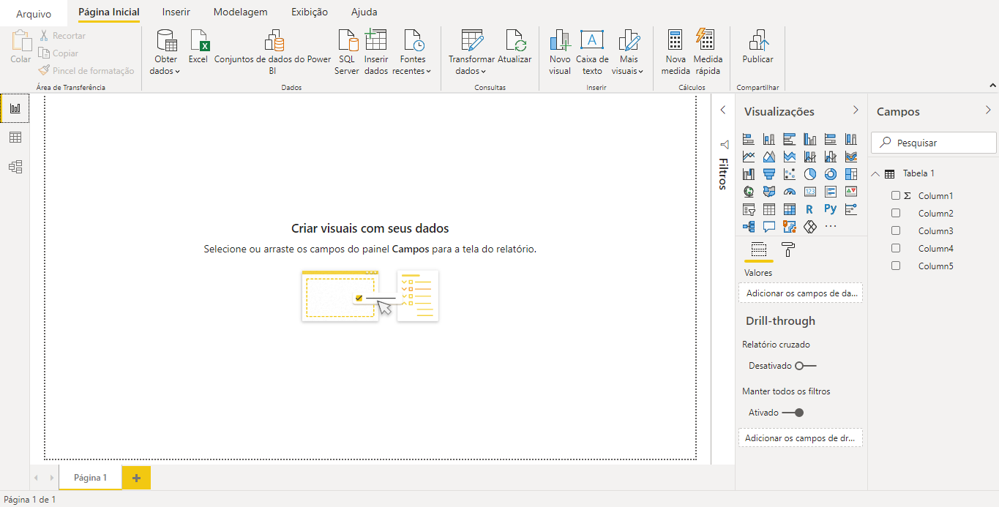 Arquivo
Página Inicial
Inserir
Modelagem
Exibição
Ajuda
Colar
Recortar
Copiar
Pincel de formatação
Área de Transferência
Obter
dados
Excel
Conjuntos de dados do Power
BI
SQL
Server
Inserir
dados
Fontes
recentes
Dados
Transformar
dados
Atualizar
Consultas
Novo
visual
A
Caixa de
texto
Mais
visuais
Inserir
Nova
medida
Medida
rápida
Cálculos
Publicar
Compartilhar
Criar visuais com seus dados
Selecione ou arraste os campos do painel Campos para a tela do relatório.
Filtros
Visualizações
123
R
Py
Valores
Adicionar os campos de da...
Drill-through
Relatório cruzado
Desativado
Manter todos os filtros
Ativado
Adicionar os campos de dr...
Campos
Pesquisar
Tabela 1
Σ Column1
Column2
Column3
Column4
Column5
Página 1
+
Página 1 de 1